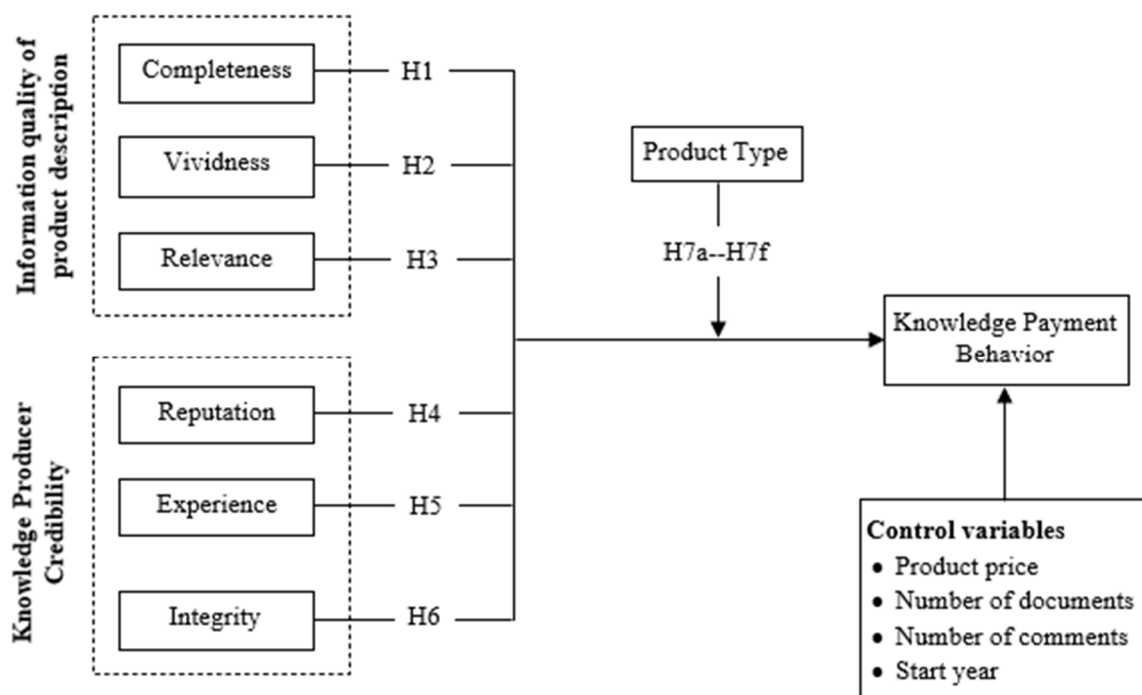 Information quality of
product description
Completeness
H1
Vividness
H2
Relevance
H3
Knowledge Producer
Credibility
Reputation
H4
Experience
H5
Integrity
H6
Product Type
H7a--H7f
Knowledge Payment
Behavior
Control variables
• Product price
• Number of documents
• Number of comments
• Start year